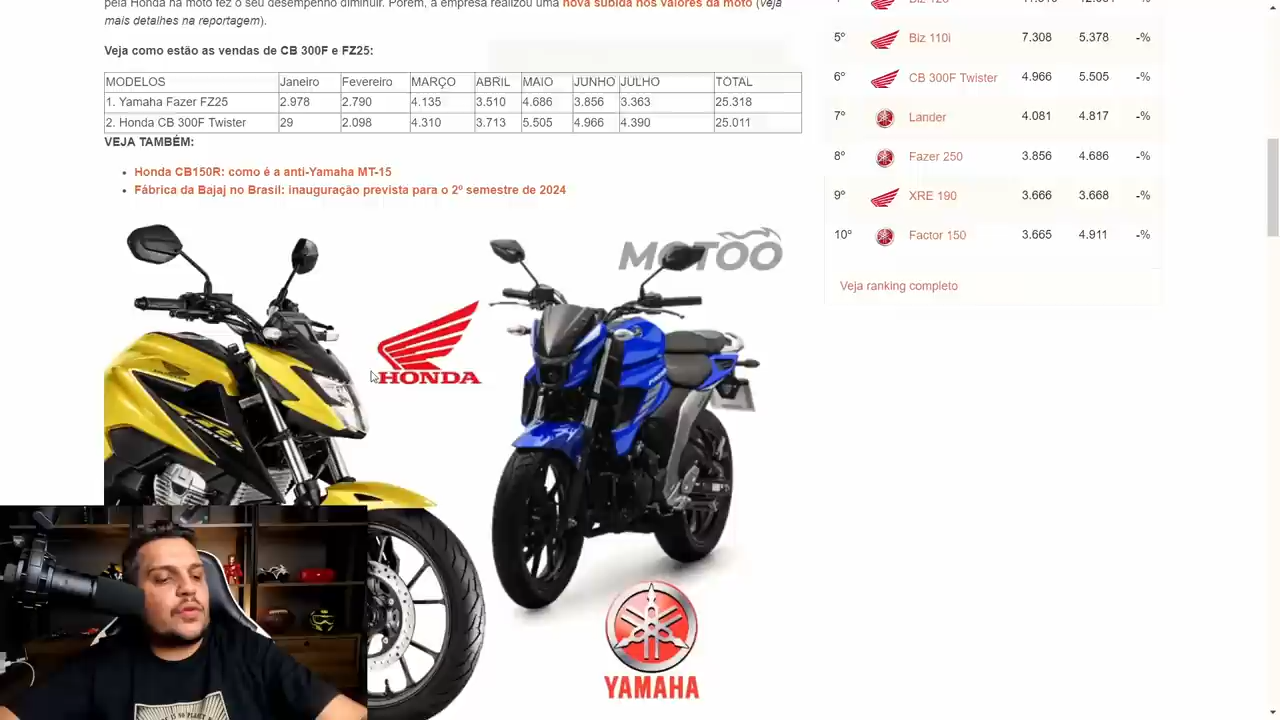 pela Honda na moto fez o seu desempenho diminuir. Porém, a empresa realizou uma nova subida nos valores da moto (veja
mais detalhes na reportagem).
Veja como estão as vendas de CB 300F e FZ25:
MODELOS Janeiro Fevereiro MARÇO ABRIL MAIO JUNHO JULHO TOTAL
1. Yamaha Fazer FZ25 2.978 2.790 4.135 3.510 4.686 3.856 3.363 25.318
2. Honda CB 300F Twister 29 2.098 4.310 3.713 5.505 4.966 4.390 25.011
VEJA TAMBÉM:
Honda CB150R: como é a anti-Yamaha MT-15
Fábrica da Bajaj no Brasil: inauguração prevista para o 2º semestre de 2024
MOTOO
HONDA
YAMAHA
5º Biz 110i 7.308 5.378 -%
6º CB 300F Twister 4.966 5.505 -%
7º Lander 4.081 4.817 -%
8º Fazer 250 3.856 4.686 -%
9º XRE 190 3.666 3.668 -%
10º Factor 150 3.665 4.911 -%
Veja ranking completo